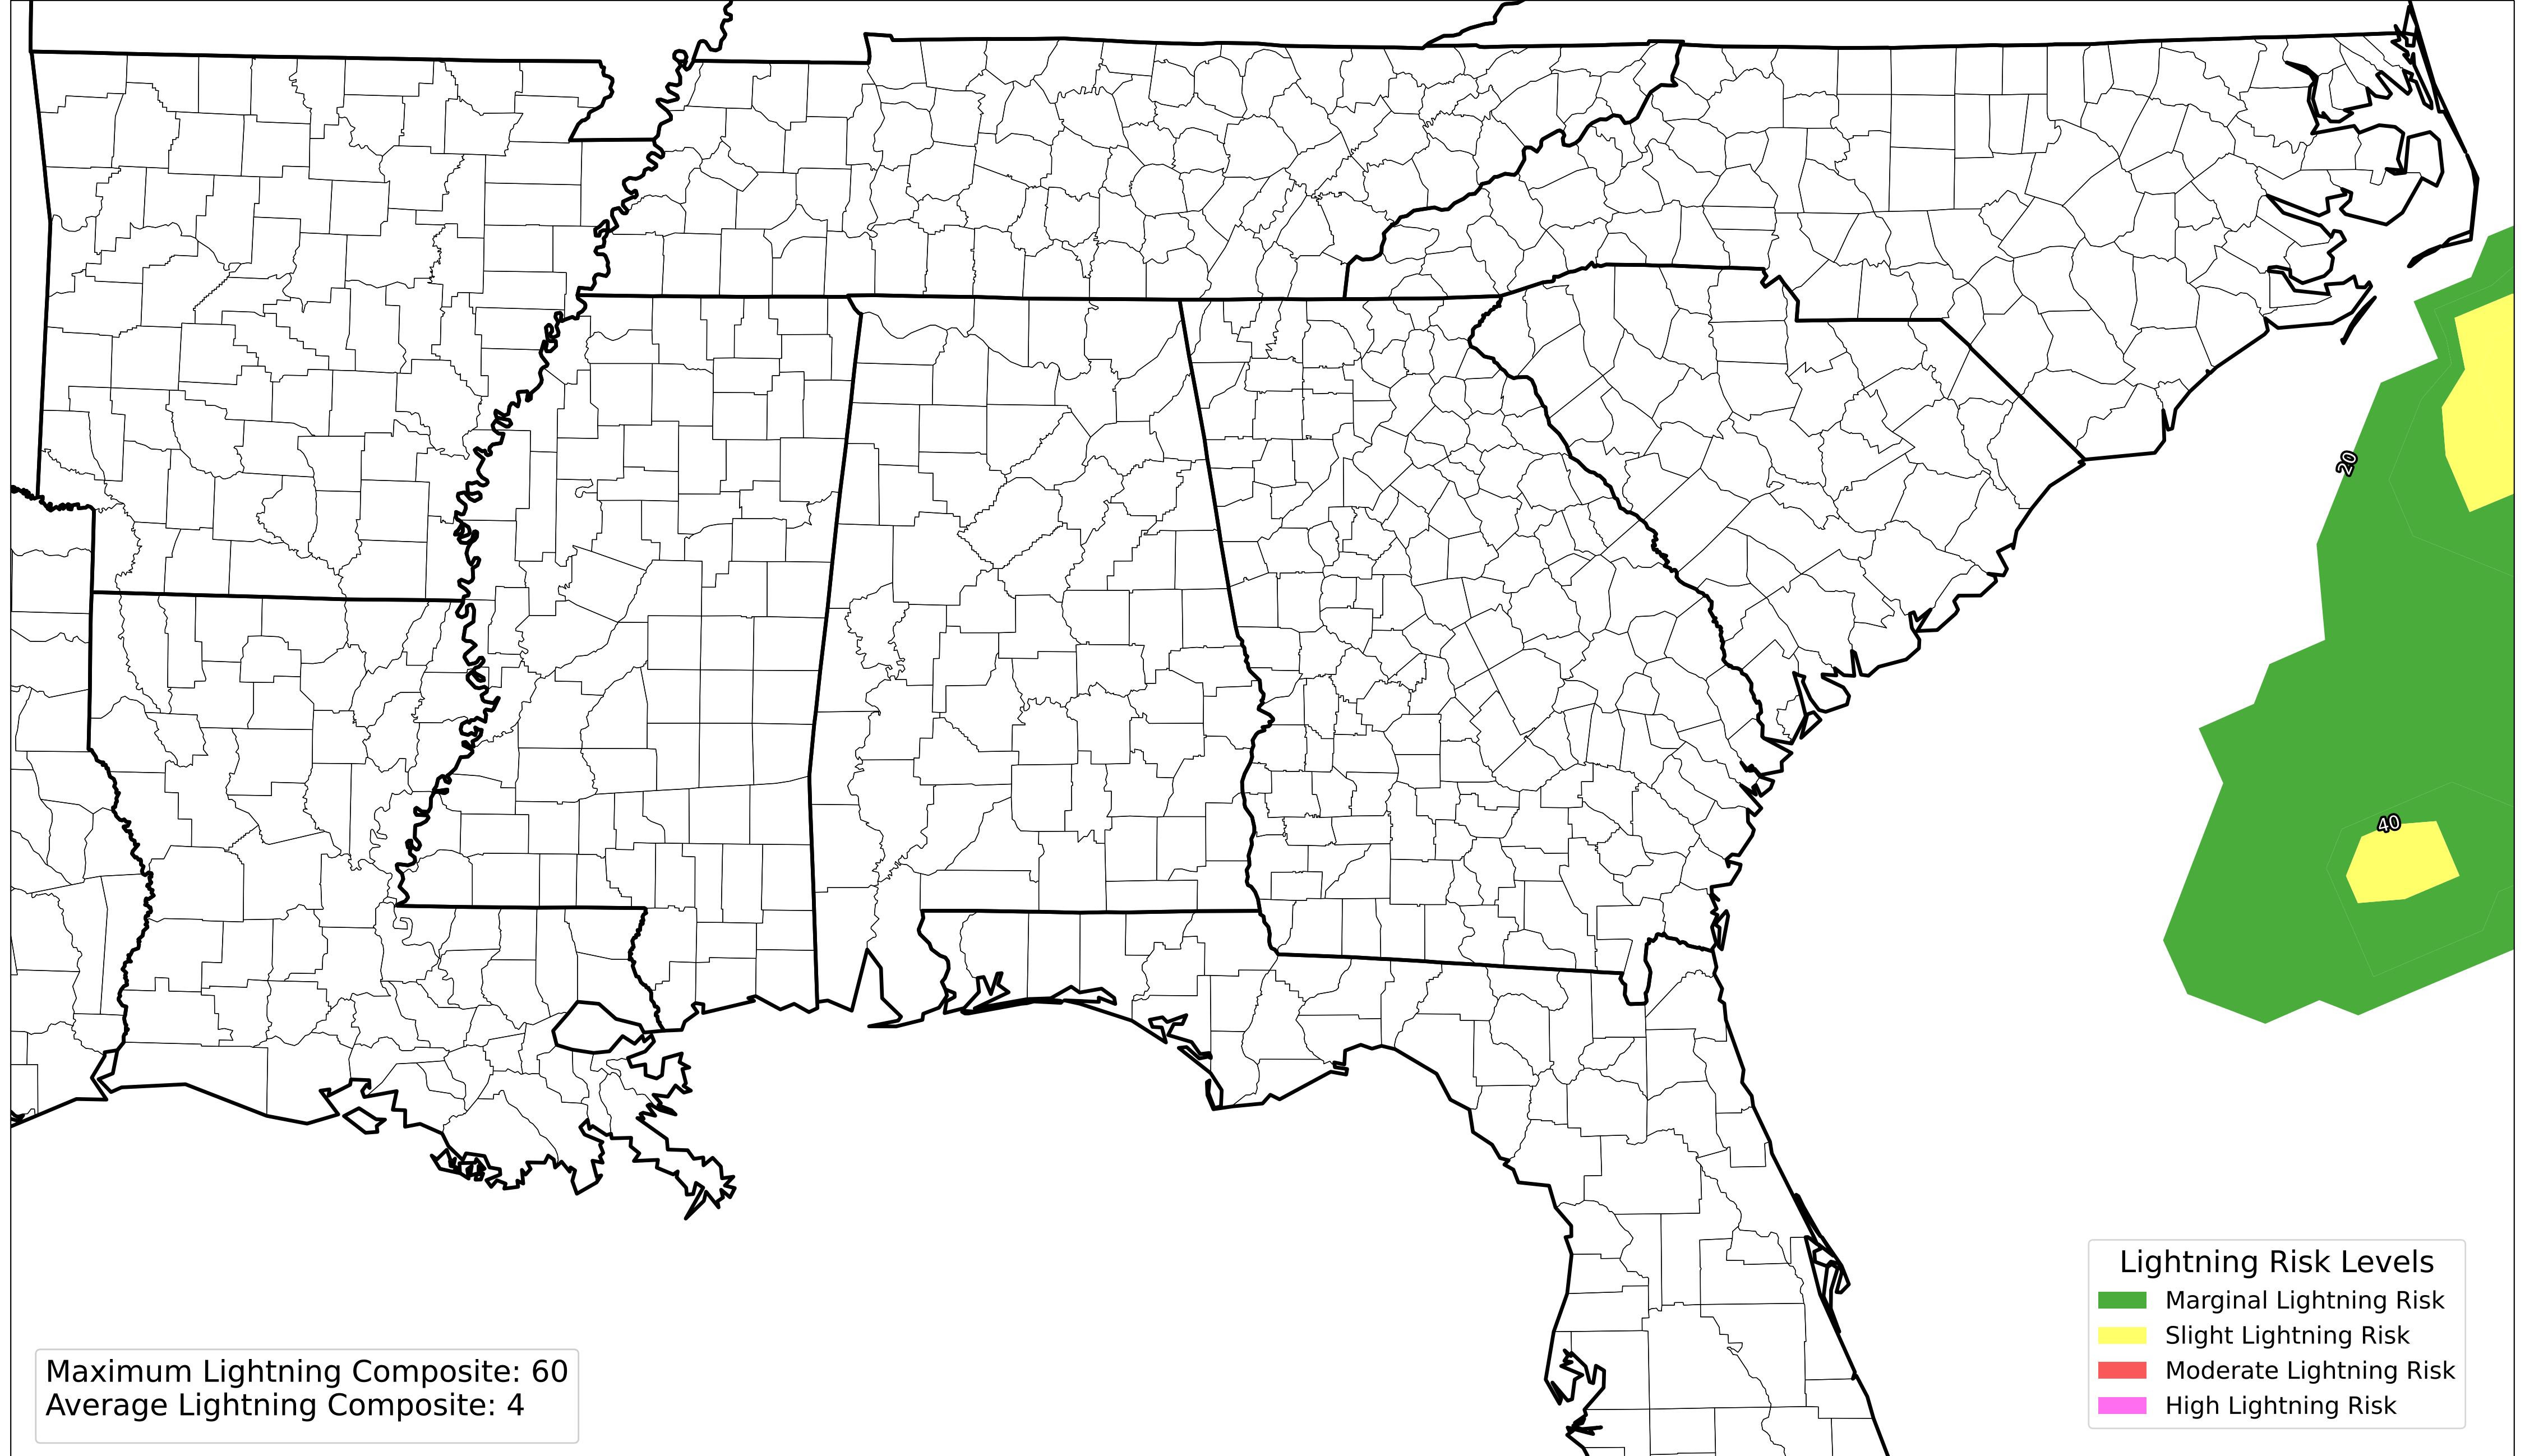 20
40
Lightning Risk Levels
Marginal Lightning Risk
Slight Lightning Risk
Moderate Lightning Risk
High Lightning Risk
Maximum Lightning Composite: 60
Average Lightning Composite: 4